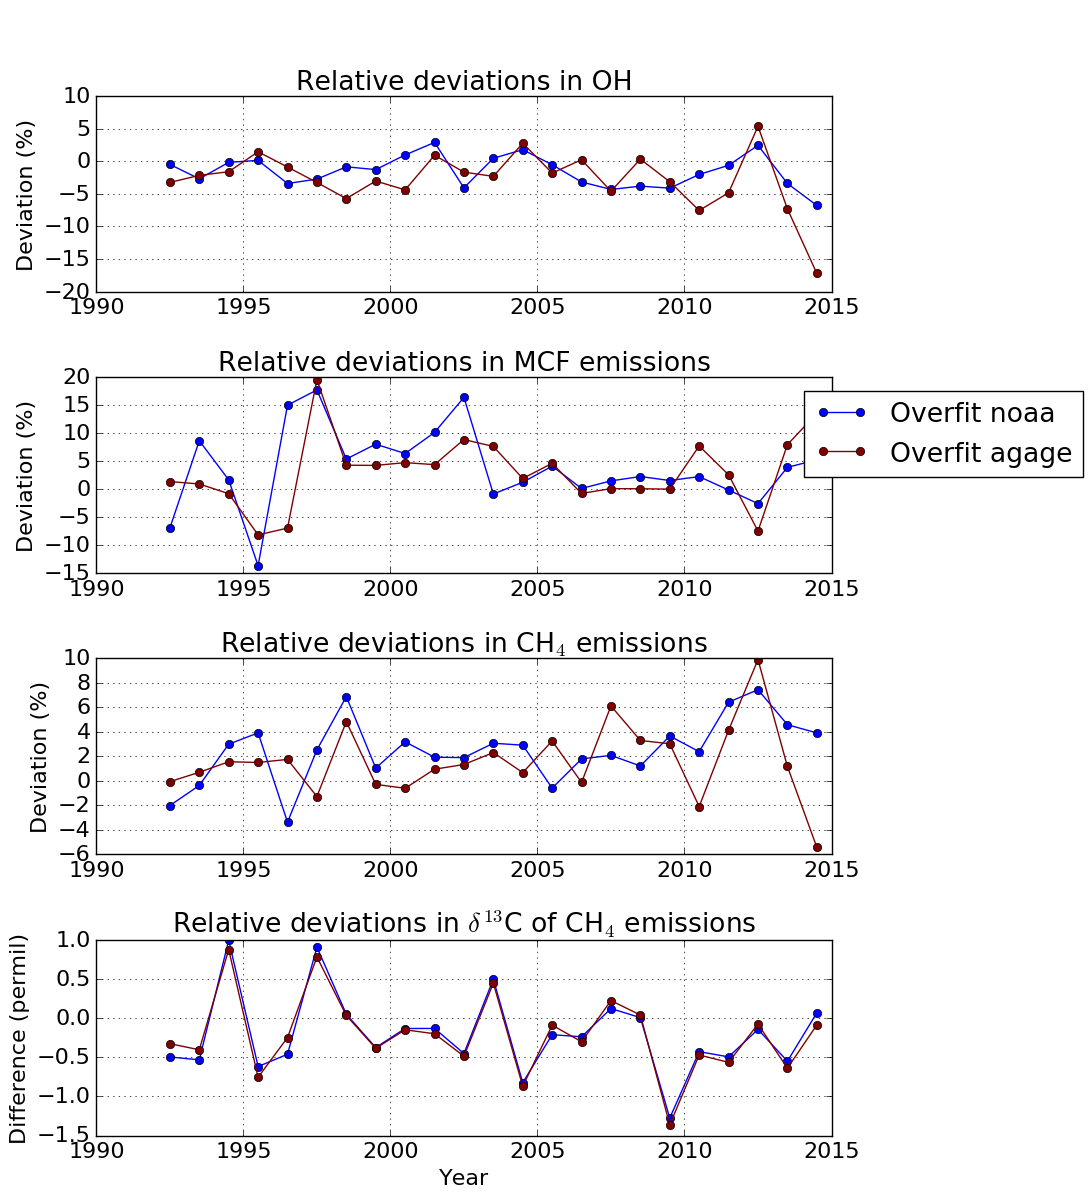 Relative deviations in OH
Deviation (%)
10
5
0
−5
−10
−15
−20
1990 1995 2000 2005 2010 2015
Relative deviations in MCF emissions
Deviation (%)
20
15
10
5
0
−5
−10
−15
1990 1995 2000 2005 2010 2015
Overfit noaa
Overfit agage
Relative deviations in CH₄ emissions
Deviation (%)
10
8
6
4
2
0
−2
−4
−6
1990 1995 2000 2005 2010 2015
Relative deviations in δ¹³C of CH₄ emissions
Difference (permil)
1.0
0.5
0.0
−0.5
−1.0
−1.5
1990 1995 2000 2005 2010 2015
Year